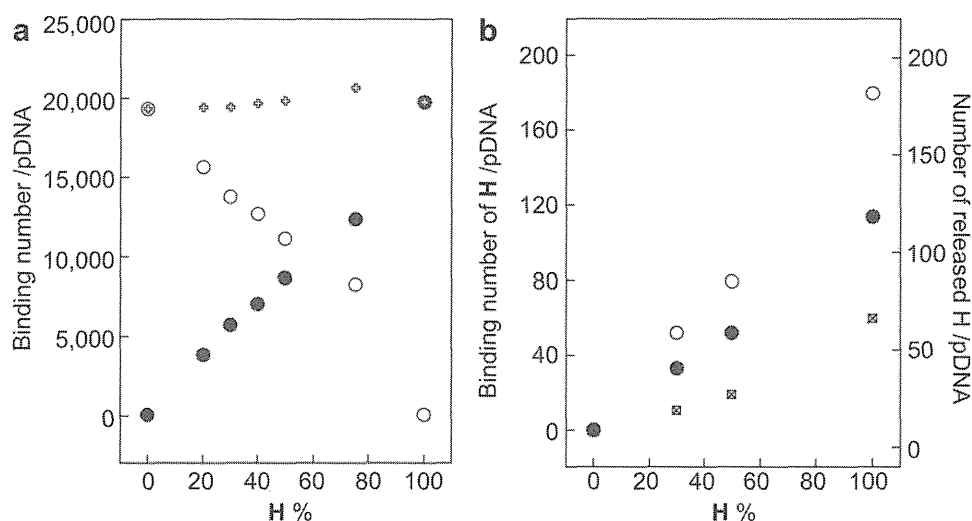 a
25,000
20,000
15,000
10,000
5,000
0
Binding number /pDNA
0 20 40 60 80 100
H %
b
200
160
120
80
40
0
Binding number of H /pDNA
200
150
100
50
0
Number of released H /pDNA
0 20 40 60 80 100
H %